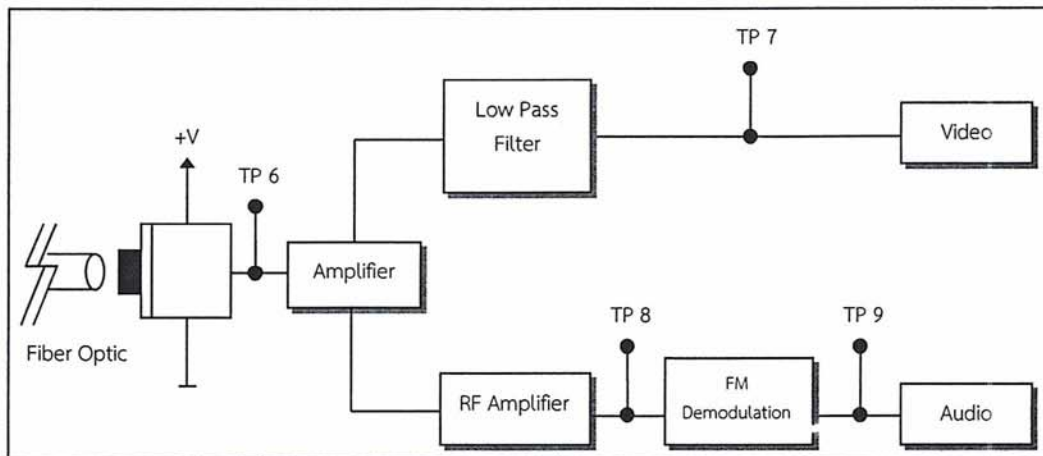 TP 7
Low Pass
Filter
Video
+V
TP 6
Amplifier
Fiber Optic
TP 8
TP 9
RF Amplifier
FM
Demodulation
Audio